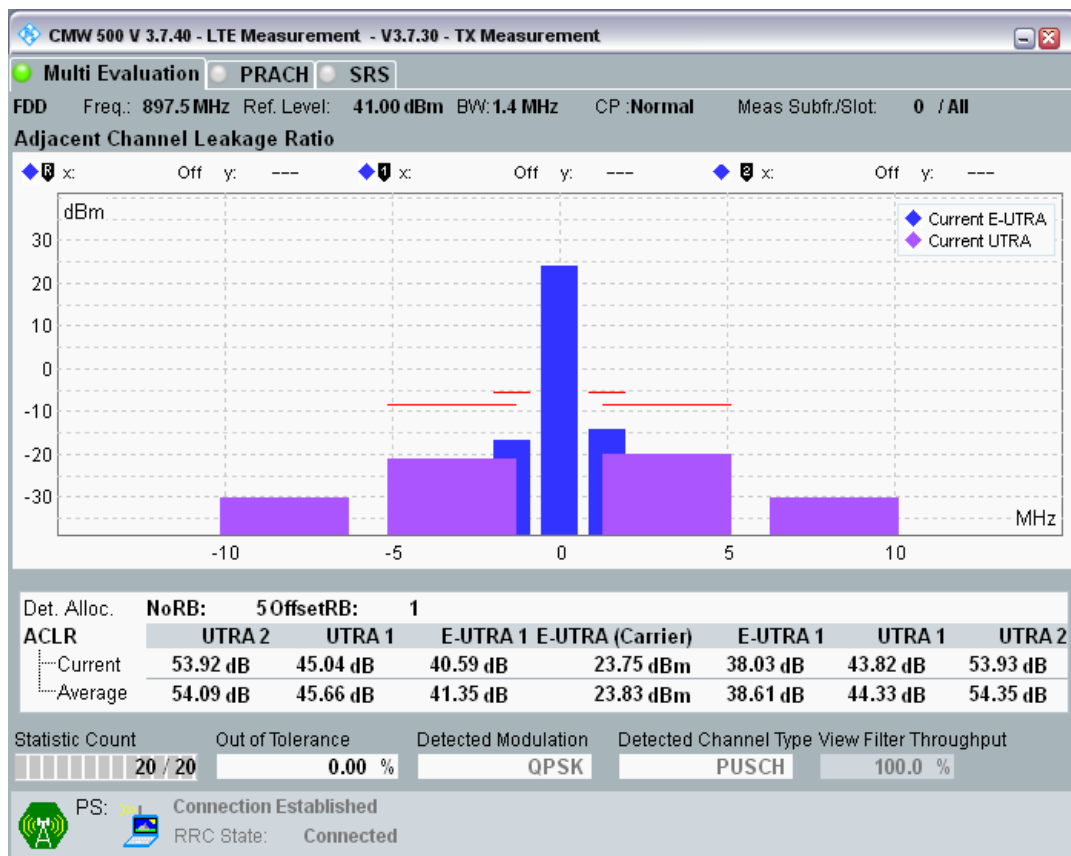 CMW 500 V 3.7.40 - LTE Measurement - V3.7.30 - TX Measurement
Multi Evaluation PRACH SRS
FDD Freq.: 897.5 MHz Ref. Level: 41.00 dBm BW: 1.4 MHz CP :Normal Meas Subfr./Slot: 0 / All
Adjacent Channel Leakage Ratio
R x: Off y: --- 1 x: Off y: --- 2 x: Off y: ---
dBm
Current E-UTRA
Current UTRA
30
20
10
0
-10
-20
-30
MHz
-10 -5 0 5 10
Det. Alloc. NoRB: 5 OffsetRB: 1
ACLR UTRA 2 UTRA 1 E-UTRA 1 E-UTRA (Carrier) E-UTRA 1 UTRA 1 UTRA 2
Current 53.92 dB 45.04 dB 40.59 dB 23.75 dBm 38.03 dB 43.82 dB 53.93 dB
Average 54.09 dB 45.66 dB 41.35 dB 23.83 dBm 38.61 dB 44.33 dB 54.35 dB
Statistic Count Out of Tolerance Detected Modulation Detected Channel Type View Filter Throughput
20 / 20 0.00 % QPSK PUSCH 100.0 %
PS: Connection Established
RRC State: Connected